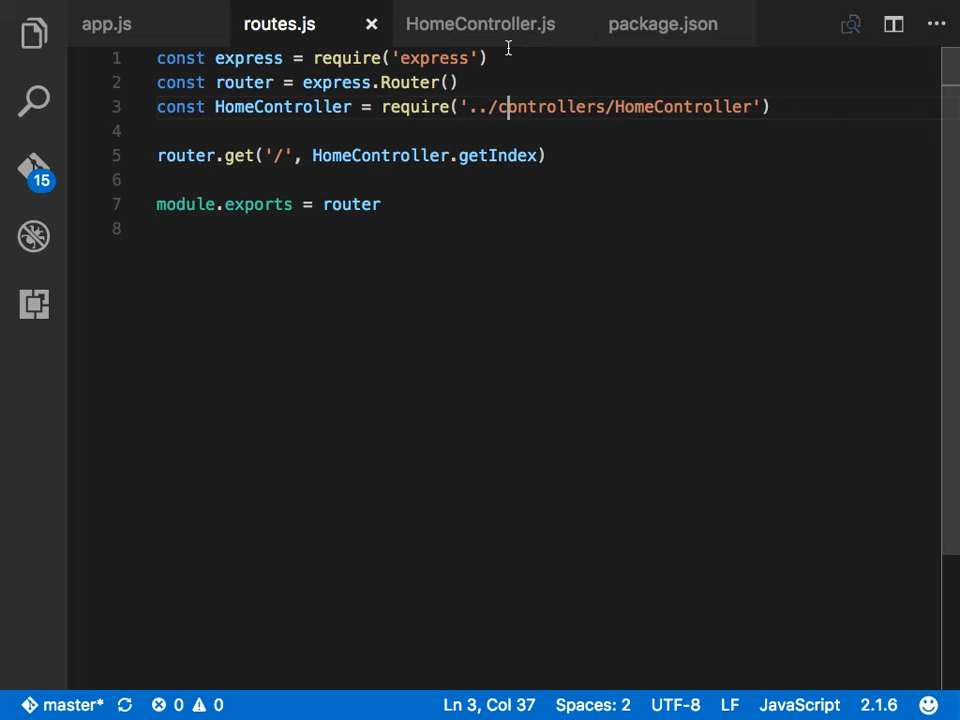 app.js routes.js × HomeController.js package.json
1 const express = require('express')
2 const router = express.Router()
3 const HomeController = require('../controllers/HomeController')
4
5 router.get('/', HomeController.getIndex)
6
7 module.exports = router
8
15
master* 0 0 Ln 3, Col 37 Spaces: 2 UTF-8 LF JavaScript 2.1.6